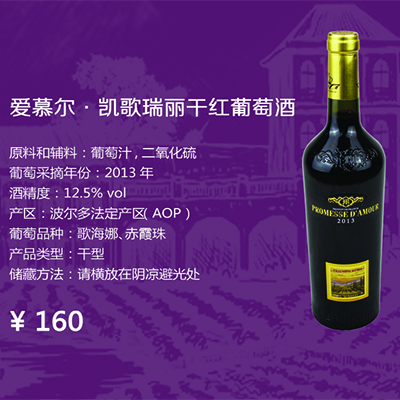 爱慕尔·凯歌瑞丽干红葡萄酒
原料和辅料：葡萄汁，二氧化硫
葡萄采摘年份：2013 年
酒精度：12.5% vol
产区：波尔多法定产区( AOP )
葡萄品种：歌海娜、赤霞珠
产品类型：干型
储藏方法：请横放在阴凉避光处
¥ 160
PROMESSE D'AMOUR
2013